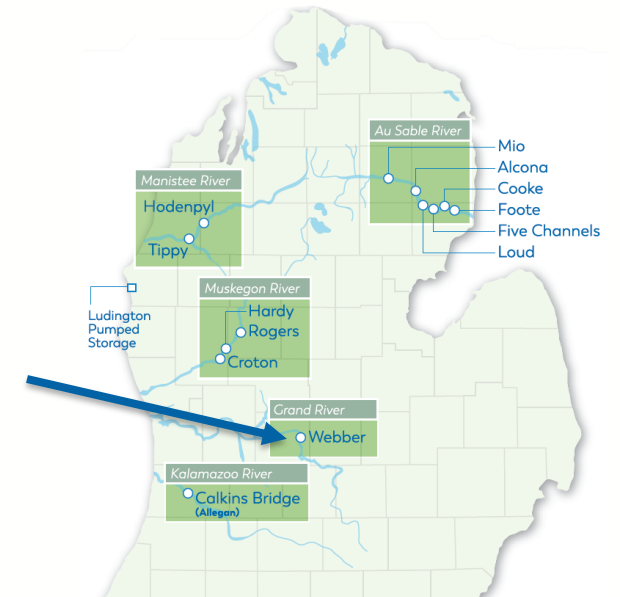 Au Sable River
Mio
Alcona
Cooke
Foote
Five Channels
Loud
Manistee River
Hodenpyl
Tippy
Ludington
Pumped
Storage
Muskegon River
Hardy
Rogers
Croton
Grand River
Webber
Kalamazoo River
Calkins Bridge
(Allegan)